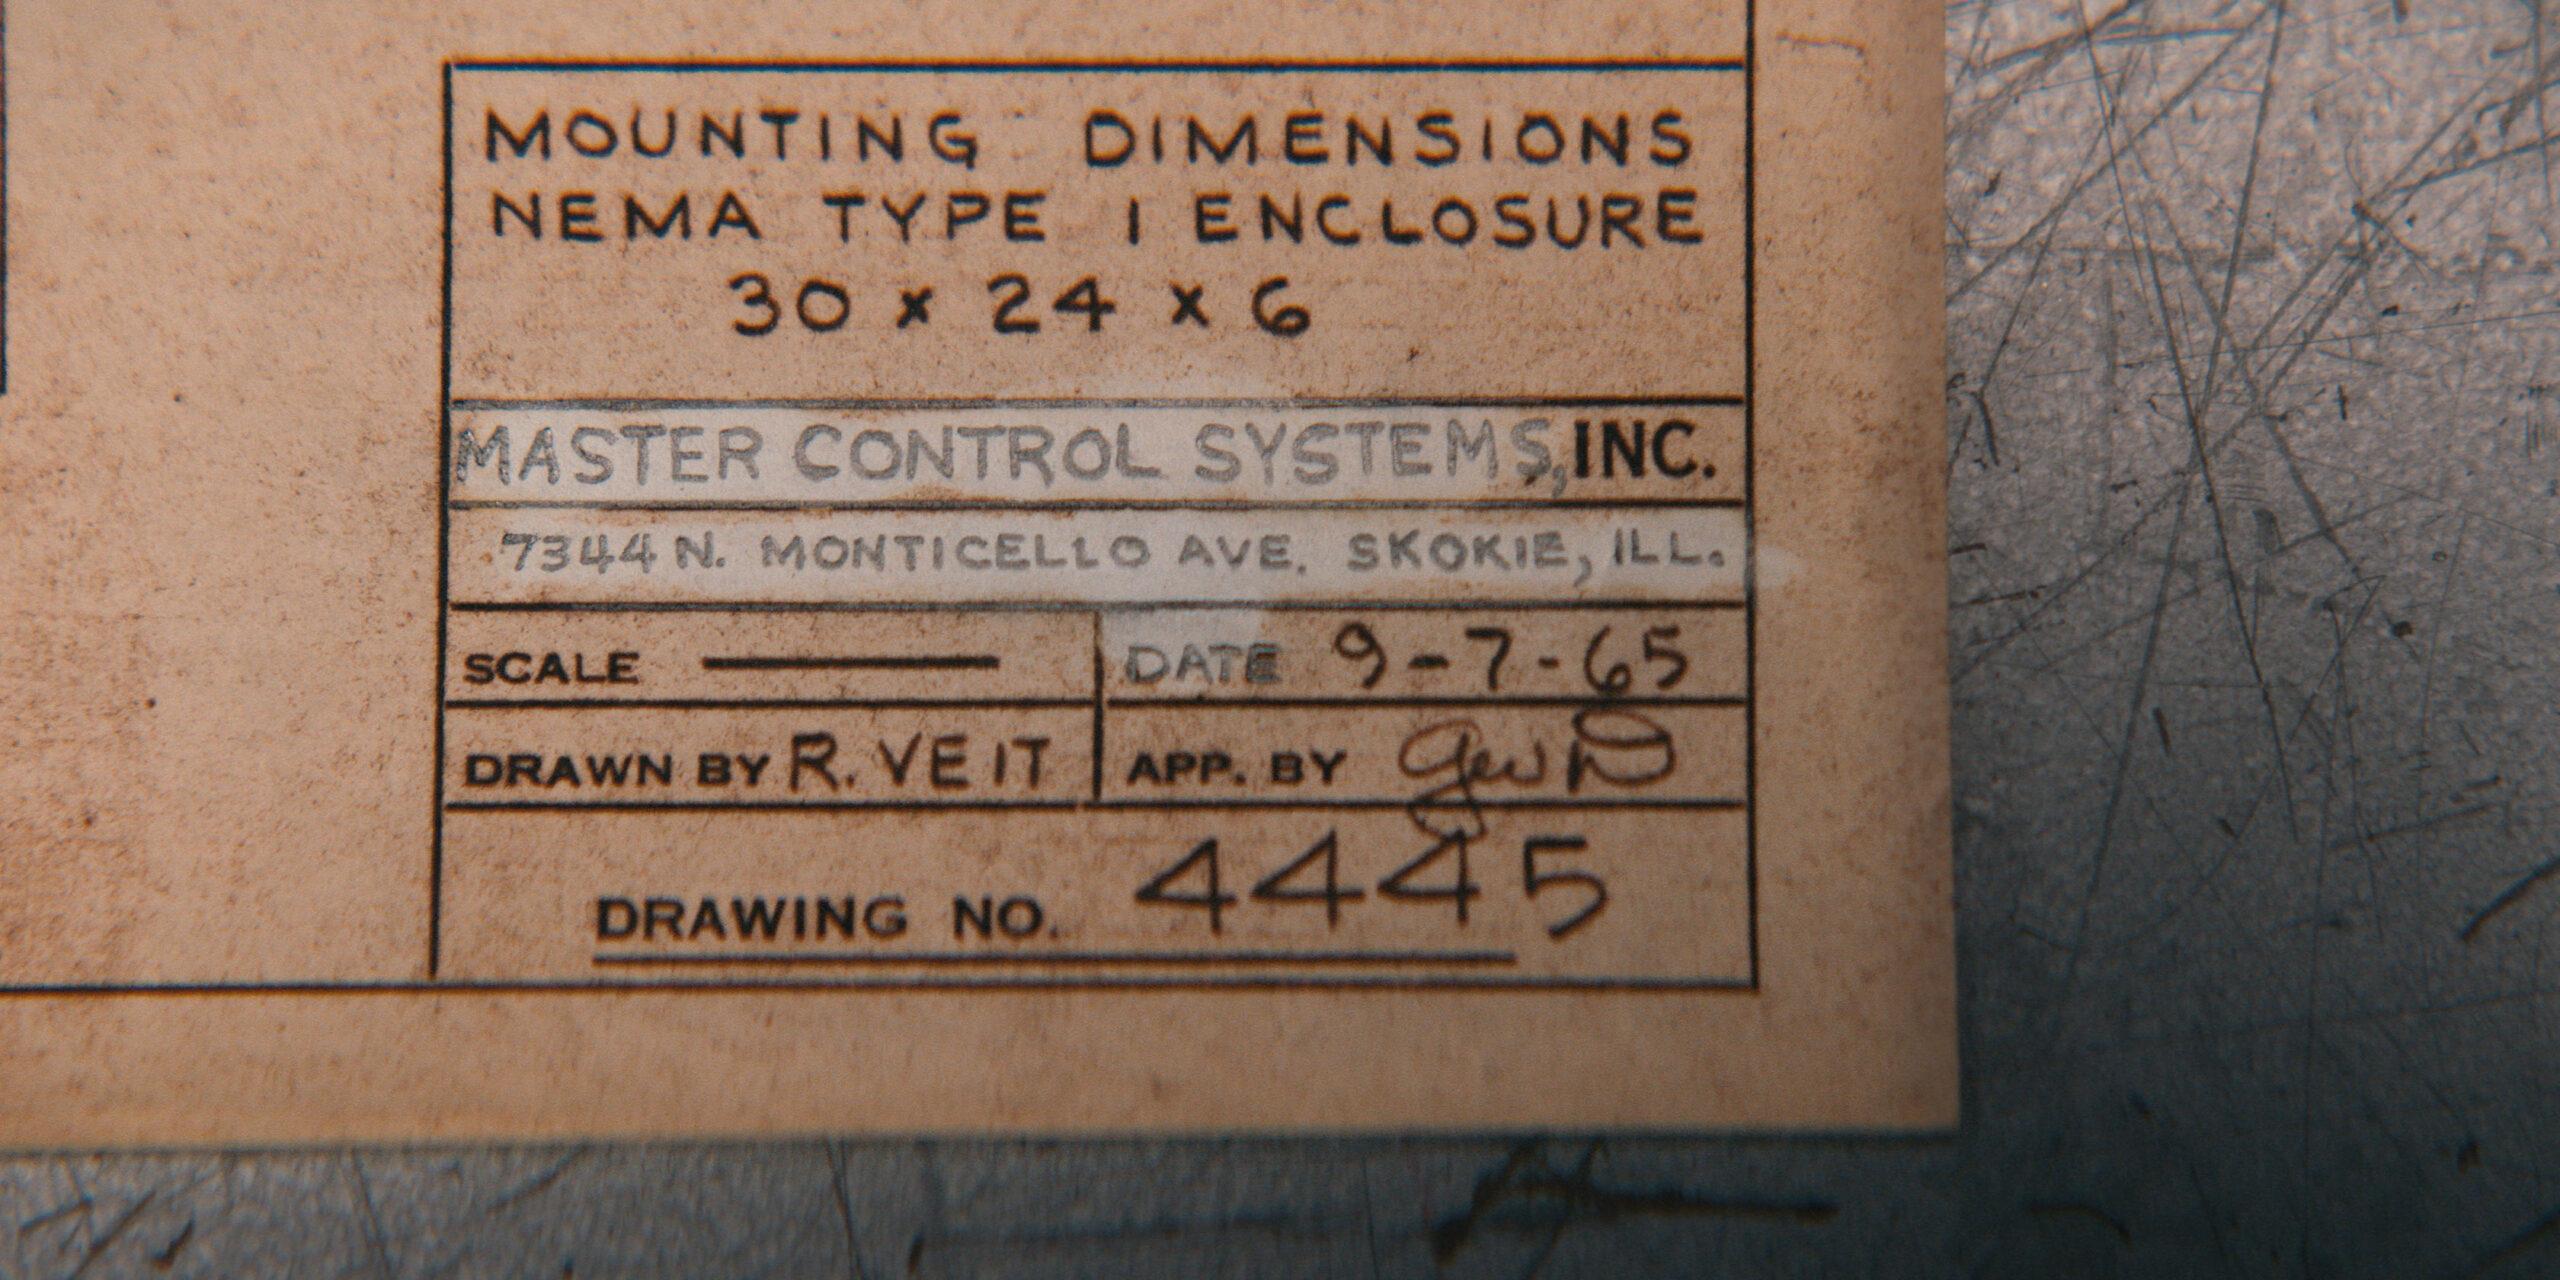 MOUNTING DIMENSIONS
NEMA TYPE 1 ENCLOSURE
30 x 24 x 6
MASTER CONTROL SYSTEMS, INC.
7344 N. MONTICELLO AVE. SKOKIE, ILL.
SCALE
DATE 9-7-65
DRAWN BY R. VEIT
APP. BY
DRAWING NO. 4445